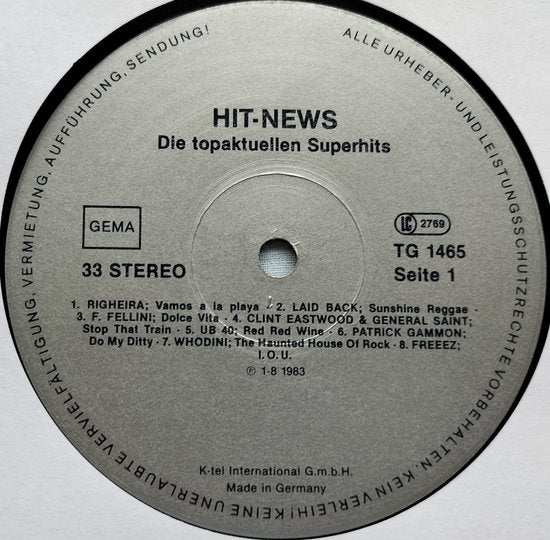 ALLE URHEBER- UND LEISTUNGSSCHUTZRECHTE VORBEHALTEN. KEIN VERLEIH! KEINE UNERLAUBTE VERVIELFÄLTIGUNG, VERMIETUNG, AUFFÜHRUNG, SENDUNG!
HIT-NEWS
Die topaktuellen Superhits
GEMA
LC 2769
33 STEREO
TG 1465
Seite 1
1. RIGHEIRA; Vamos a la playa · 2. LAID BACK; Sunshine Reggae ·
3. F. FELLINI; Dolce Vita · 4. CLINT EASTWOOD & GENERAL SAINT;
Stop That Train · 5. UB 40; Red Red Wine · 6. PATRICK GAMMON;
Do My Ditty · 7. WHODINI; The Haunted House Of Rock · 8. FREEEZ;
I.O.U.
℗ 1-8 1983
K-tel International G.m.b.H.
Made in Germany